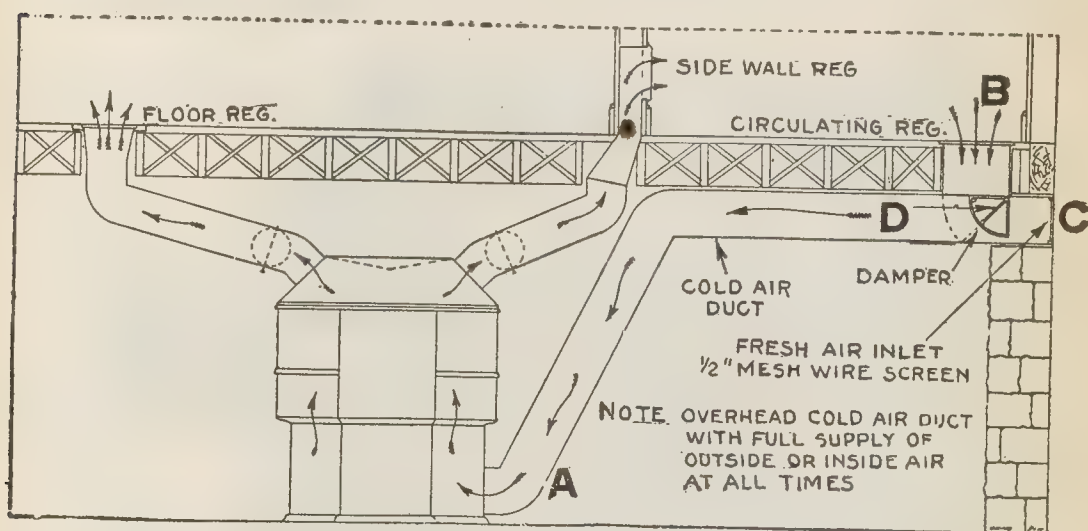 SIDE WALL REG
B
FLOOR REG.
CIRCULATING REG.
D
C
DAMPER
COLD AIR
DUCT
FRESH AIR INLET
1/2" MESH WIRE SCREEN
NOTE OVERHEAD COLD AIR DUCT
WITH FULL SUPPLY OF
OUTSIDE OR INSIDE AIR
AT ALL TIMES
A